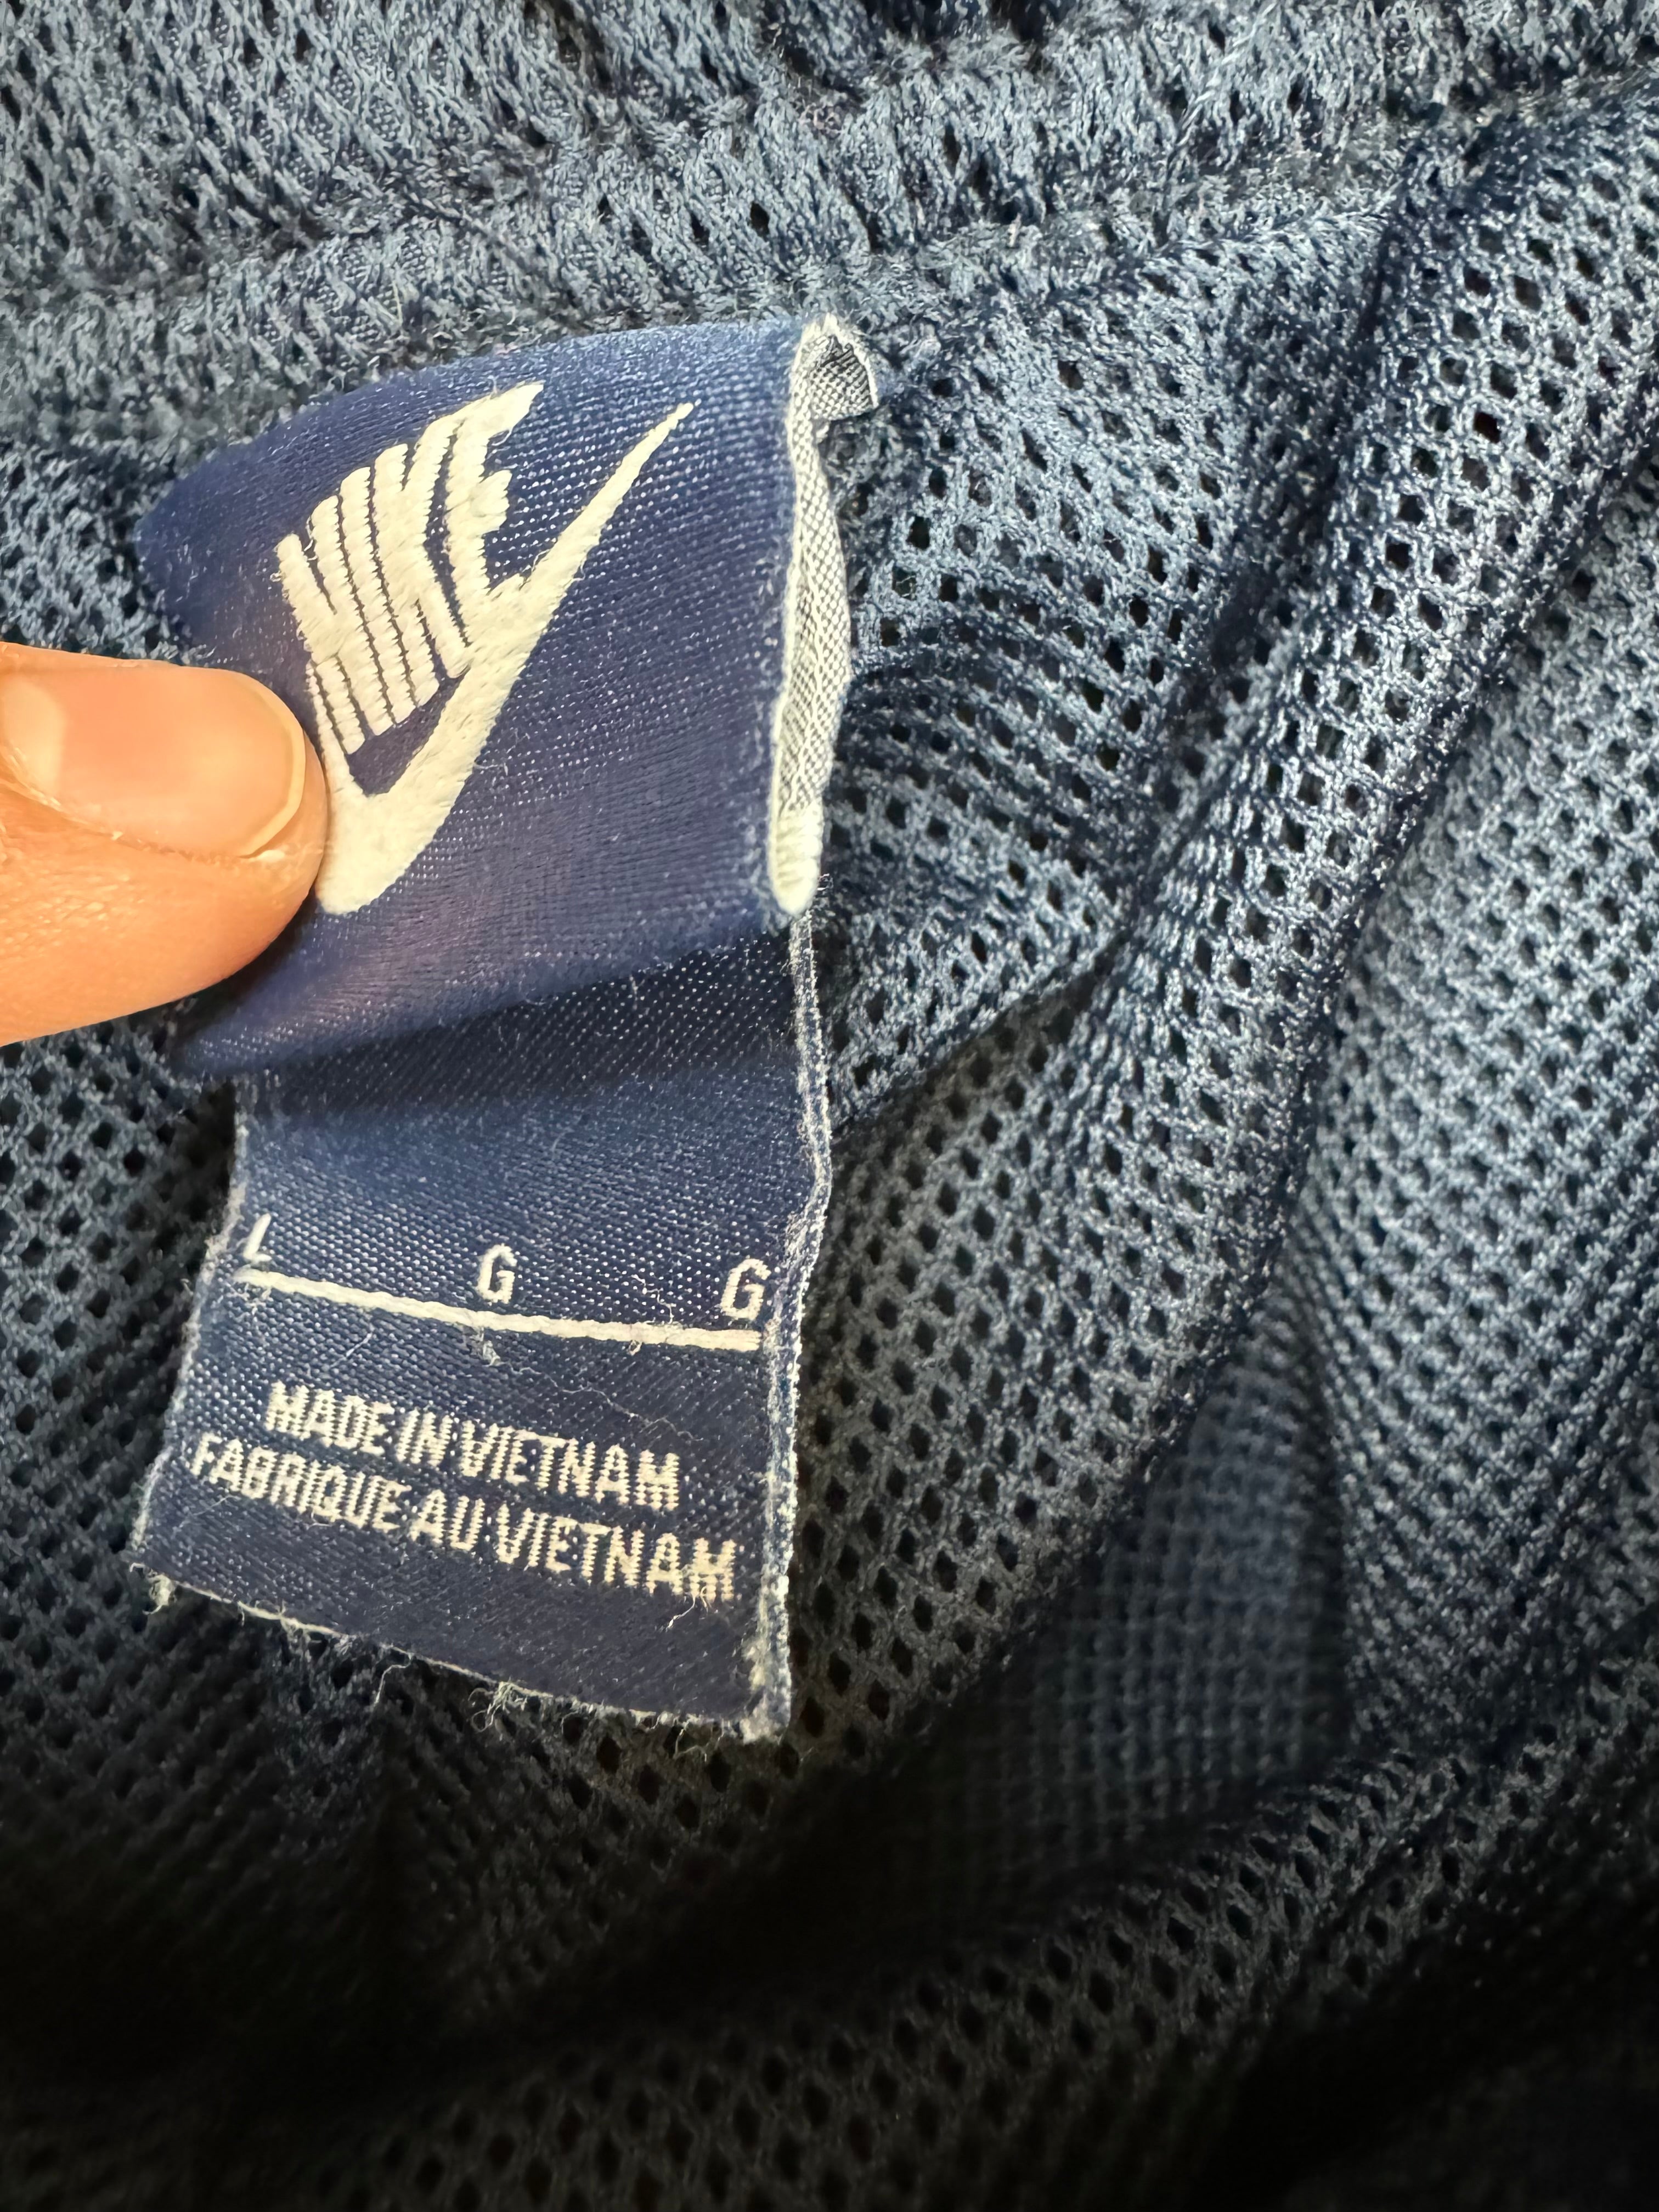 NIKE
L G G
MADE IN VIETNAM
FABRIQUE AU VIETNAM